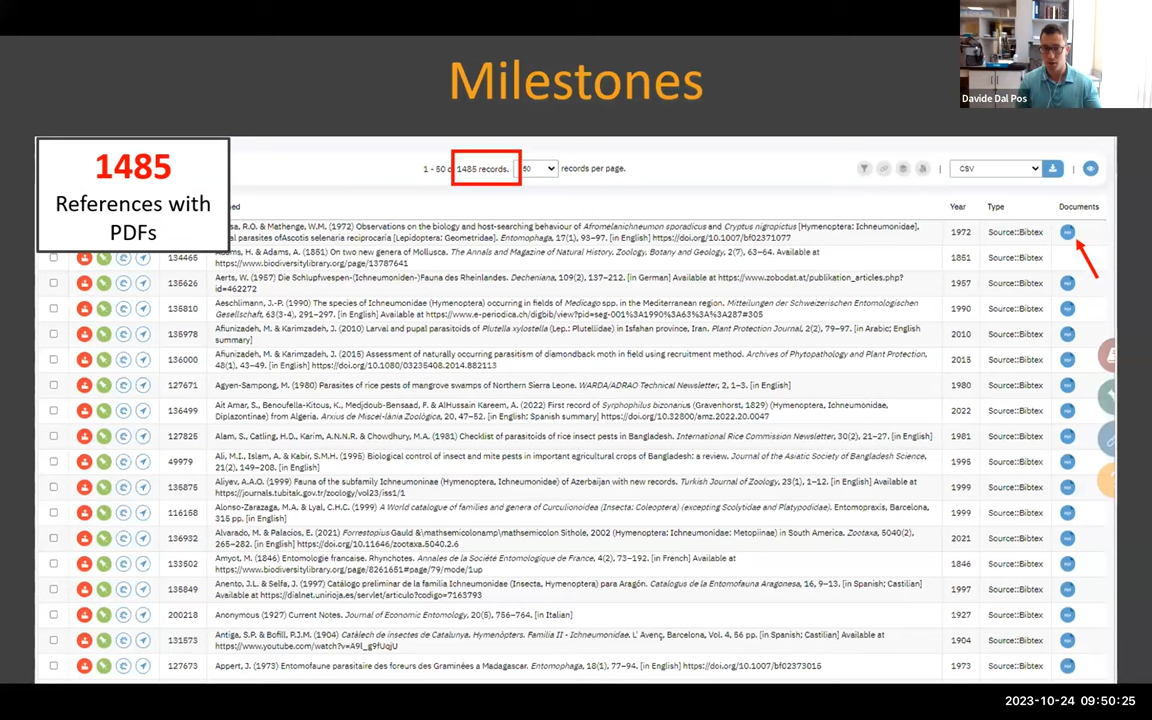 Davide Dal Pos
Milestones
1485
References with
PDFs
1485 records.
50
records per page.
CSV
Year Type Documents
& Mathenge, W.M. (1972) Observations on the biology and host-searching behaviour of Afromelanichneumon sporadicus and Cryptus nigropictus [Hymenoptera: Ichneumonidae],
parasites ofAscotis selenaria reciprocaria [Lepidoptera: Geometridae]. Entomophaga, 17(1), 93–97. [in English] https://doi.org/10.1007/bf02371077
1972 Source::Bibtex
134465 Adams, H. & Adams, A. (1851) On two new genera of Mollusca. The Annals and Magazine of Natural History, Zoology, Botany and Geology, 2(7), 63–64. Available at
https://www.biodiversitylibrary.org/page/13787641
1851 Source::Bibtex
135626 Aerts, W. (1957) Die Schlupfwespen-(Ichneumoniden-)Fauna des Rheinlandes. Decheniana, 109(2), 137–212. [in German] Available at https://www.zobodat.at/publikation_articles.php?
id=462272
1957 Source::Bibtex
135810 Aeschlimann, J.-P. (1990) The species of Ichneumonidae (Hymenoptera) occurring in fields of Medicago spp. in the Mediterranean region. Mitteilungen der Schweizerischen Entomologischen
Gesellschaft, 63(3-4), 291–297. [in English] https://www.e-periodica.ch/digbib/view?pid=seg-001%3A1990%3A63%3A%3A287#305
1990 Source::Bibtex
135978 Afiunizadeh, M. & Karimzadeh, J. (2010) Larval and pupal parasitoids of Plutella xylostella (Lep.: Plutellidae) in Isfahan province, Iran. Plant Protection Journal, 2(2), 79–97. [in Arabic; English
summary]
2010 Source::Bibtex
136000 Afiunizadeh, M. & Karimzadeh, J. (2015) Assessment of naturally occurring parasitism of diamondback moth in field using recruitment method. Archives of Phytopathology and Plant Protection,
48(1), 43–49. [in English] https://doi.org/10.1080/03235408.2014.882113
2015 Source::Bibtex
127671 Agyen-Sampong, M. (1980) Parasites of rice pests of mangrove swamps of Northern Sierra Leone. WARDA/ADRAO Technical Newsletter, 2, 1–3. [in English]
1980 Source::Bibtex
136499 Ait Amar, S., Benoufella-Kitous, K., Medjdoub-Bensaad, F. & AlHussain Kareem, A. (2022) First record of Syrphophilus bizonarius (Gravenhorst, 1829) (Hymenoptera, Ichneumonidae,
Diplazontinae) from Algeria. Arxius de Miscel·lània Zoològica, 20, 47–52. [in English; Spanish summary] https://doi.org/10.32800/amz.2022.20.0047
2022 Source::Bibtex
127825 Alam, S., Catling, H.D., Karim, A.N.N.R. & Chowdhury, M.A. (1981) Checklist of parasitoids of rice insect pests in Bangladesh. International Rice Commission Newsletter, 30(2), 21–27. [in English]
1981 Source::Bibtex
49979 Ali, M.I., Islam, A. & Kabir, S.M.H. (1995) Biological control of insect and mite pests in important agricultural crops of Bangladesh: a review. Journal of the Asiatic Society of Bangladesh Science,
21(2), 149–208. [in English]
1995 Source::Bibtex
135875 Aliyev, A.A.O. (1999) Fauna of the subfamily Ichneumoninae (Hymenoptera, Ichneumonidae) of Azerbaijan with new records. Turkish Journal of Zoology, 23(1), 1–12. [in English] Available at
https://journals.tubitak.gov.tr/zoology/vol23/iss1/1
1999 Source::Bibtex
116158 Alonso-Zarazaga, M.A. & Lyal, C.H.C. (1999) A World catalogue of families and genera of Curculionoidea (Insecta: Coleoptera) (excepting Scolytidae and Platypodidae). Entomopraxis, Barcelona,
315 pp. [in English]
1999 Source::Bibtex
136932 Alvarado, M. & Palacios, E. (2021) Forrestopius Gauld &\mathsemicolonamp\mathsemicolon Sithole, 2002 (Hymenoptera: Ichneumonidae: Metopiinae) in South America. Zootaxa, 5040(2),
265–282. [in English] https://doi.org/10.11646/zootaxa.5040.2.6
2021 Source::Bibtex
133502 Amyot, M. (1846) Entomologie francaise. Rhynchotes. Annales de la Société Entomologique de France, 4(2), 73–192. [in French] Available at
https://www.biodiversitylibrary.org/page/8261651#page/79/mode/1up
1846 Source::Bibtex
135849 Anento, J.L. & Selfa, J. (1997) Catálogo preliminar de la familia Ichneumonidae (Insecta, Hymenoptera) para Aragón. Catalogus de la Entomofauna Aragonesa, 16, 9–13. [in Spanish; Castilian]
Available at https://dialnet.unirioja.es/servlet/articulo?codigo=7163793
1997 Source::Bibtex
200218 Anonymous (1927) Current Notes. Journal of Economic Entomology, 20(5), 756–764. [in Italian]
1927 Source::Bibtex
131573 Antiga, S.P. & Bofill, P.J.M. (1904) Catálech de insectes de Catalunya. Hymenòpters. Familia II - Ichneumonidae. L' Avenç, Barcelona, Vol. 4, 56 pp. [in Spanish; Castilian] Available at
https://www.youtube.com/watch?v=A9l_g9fUqjU
1904 Source::Bibtex
127673 Appert, J. (1973) Entomofaune parasitaire des foreurs des Graminées a Madagascar. Entomophaga, 18(1), 77–94. [in English] https://doi.org/10.1007/bf02373015
1973 Source::Bibtex
2023-10-24 09:50:25